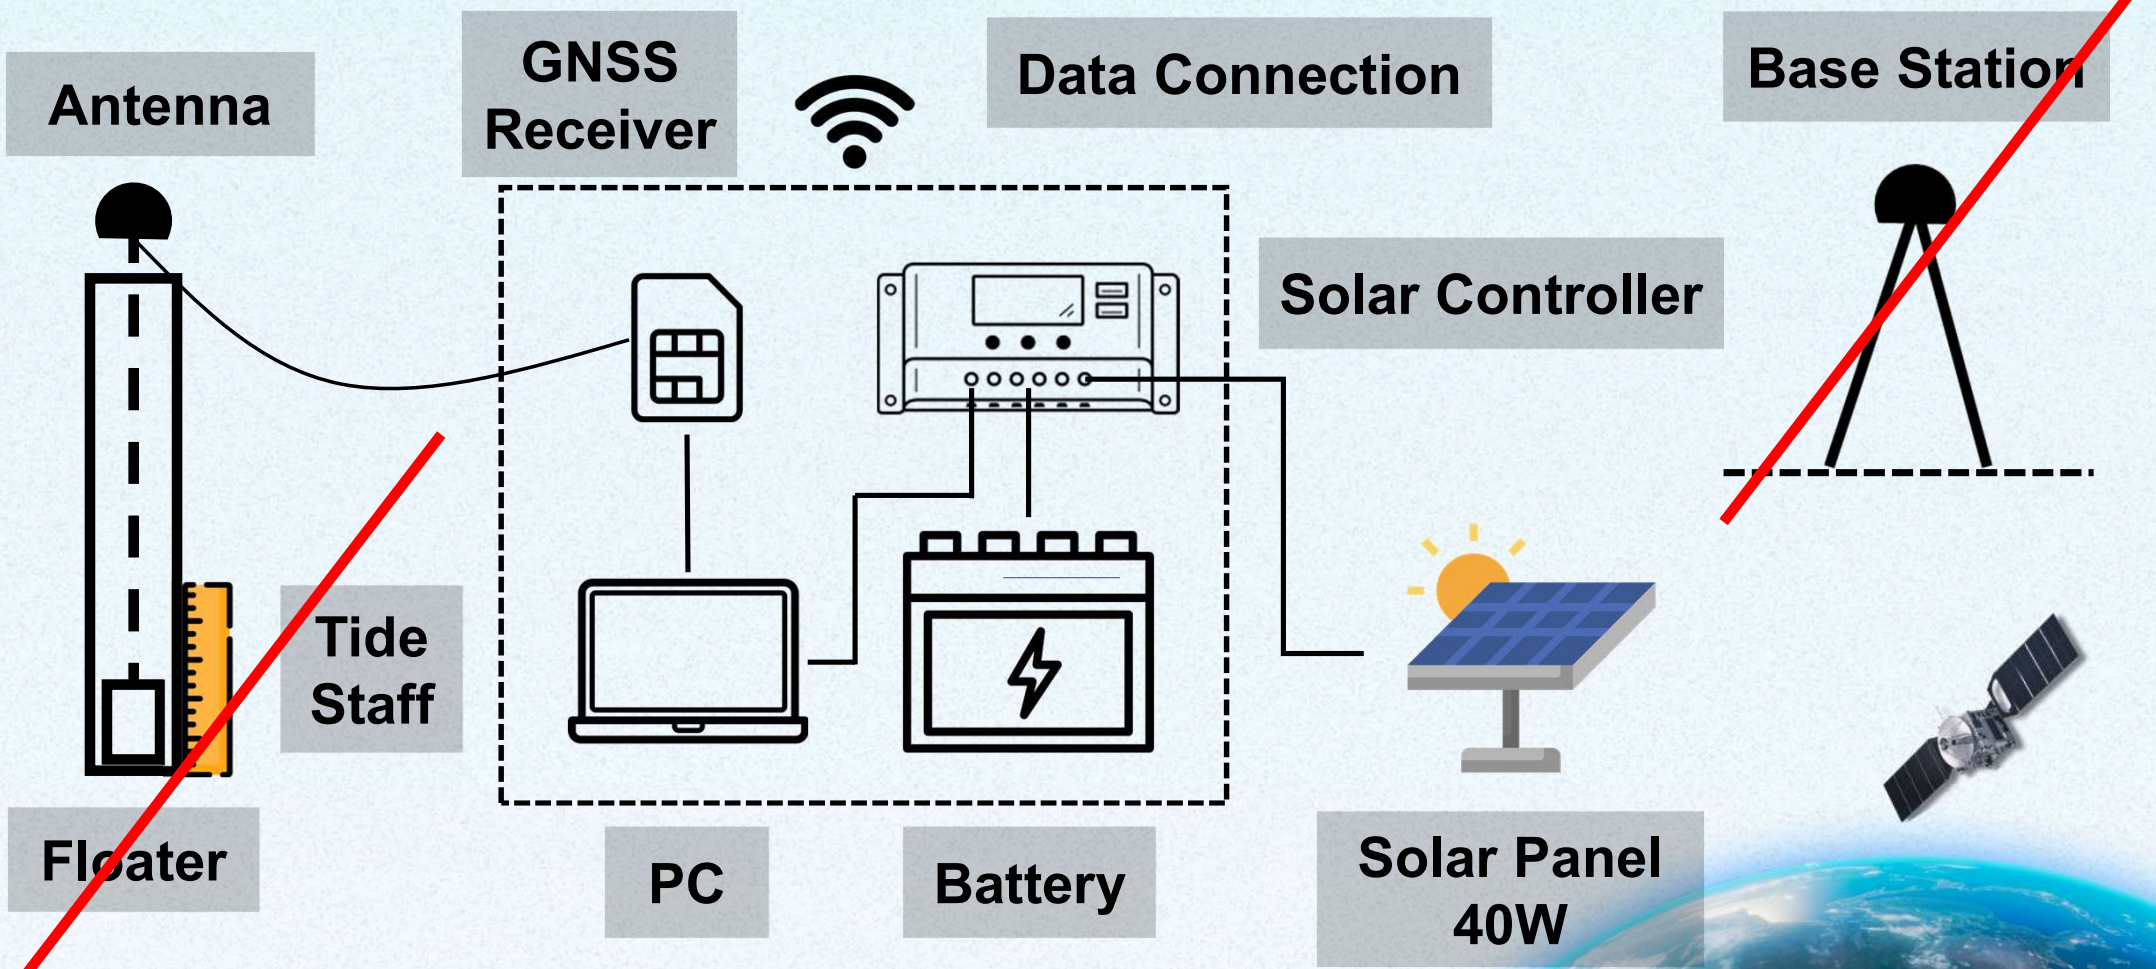 Antenna
GNSS
Receiver
Data Connection
Base Station
Solar Controller
Tide
Staff
Floater
PC
Battery
Solar Panel
40W